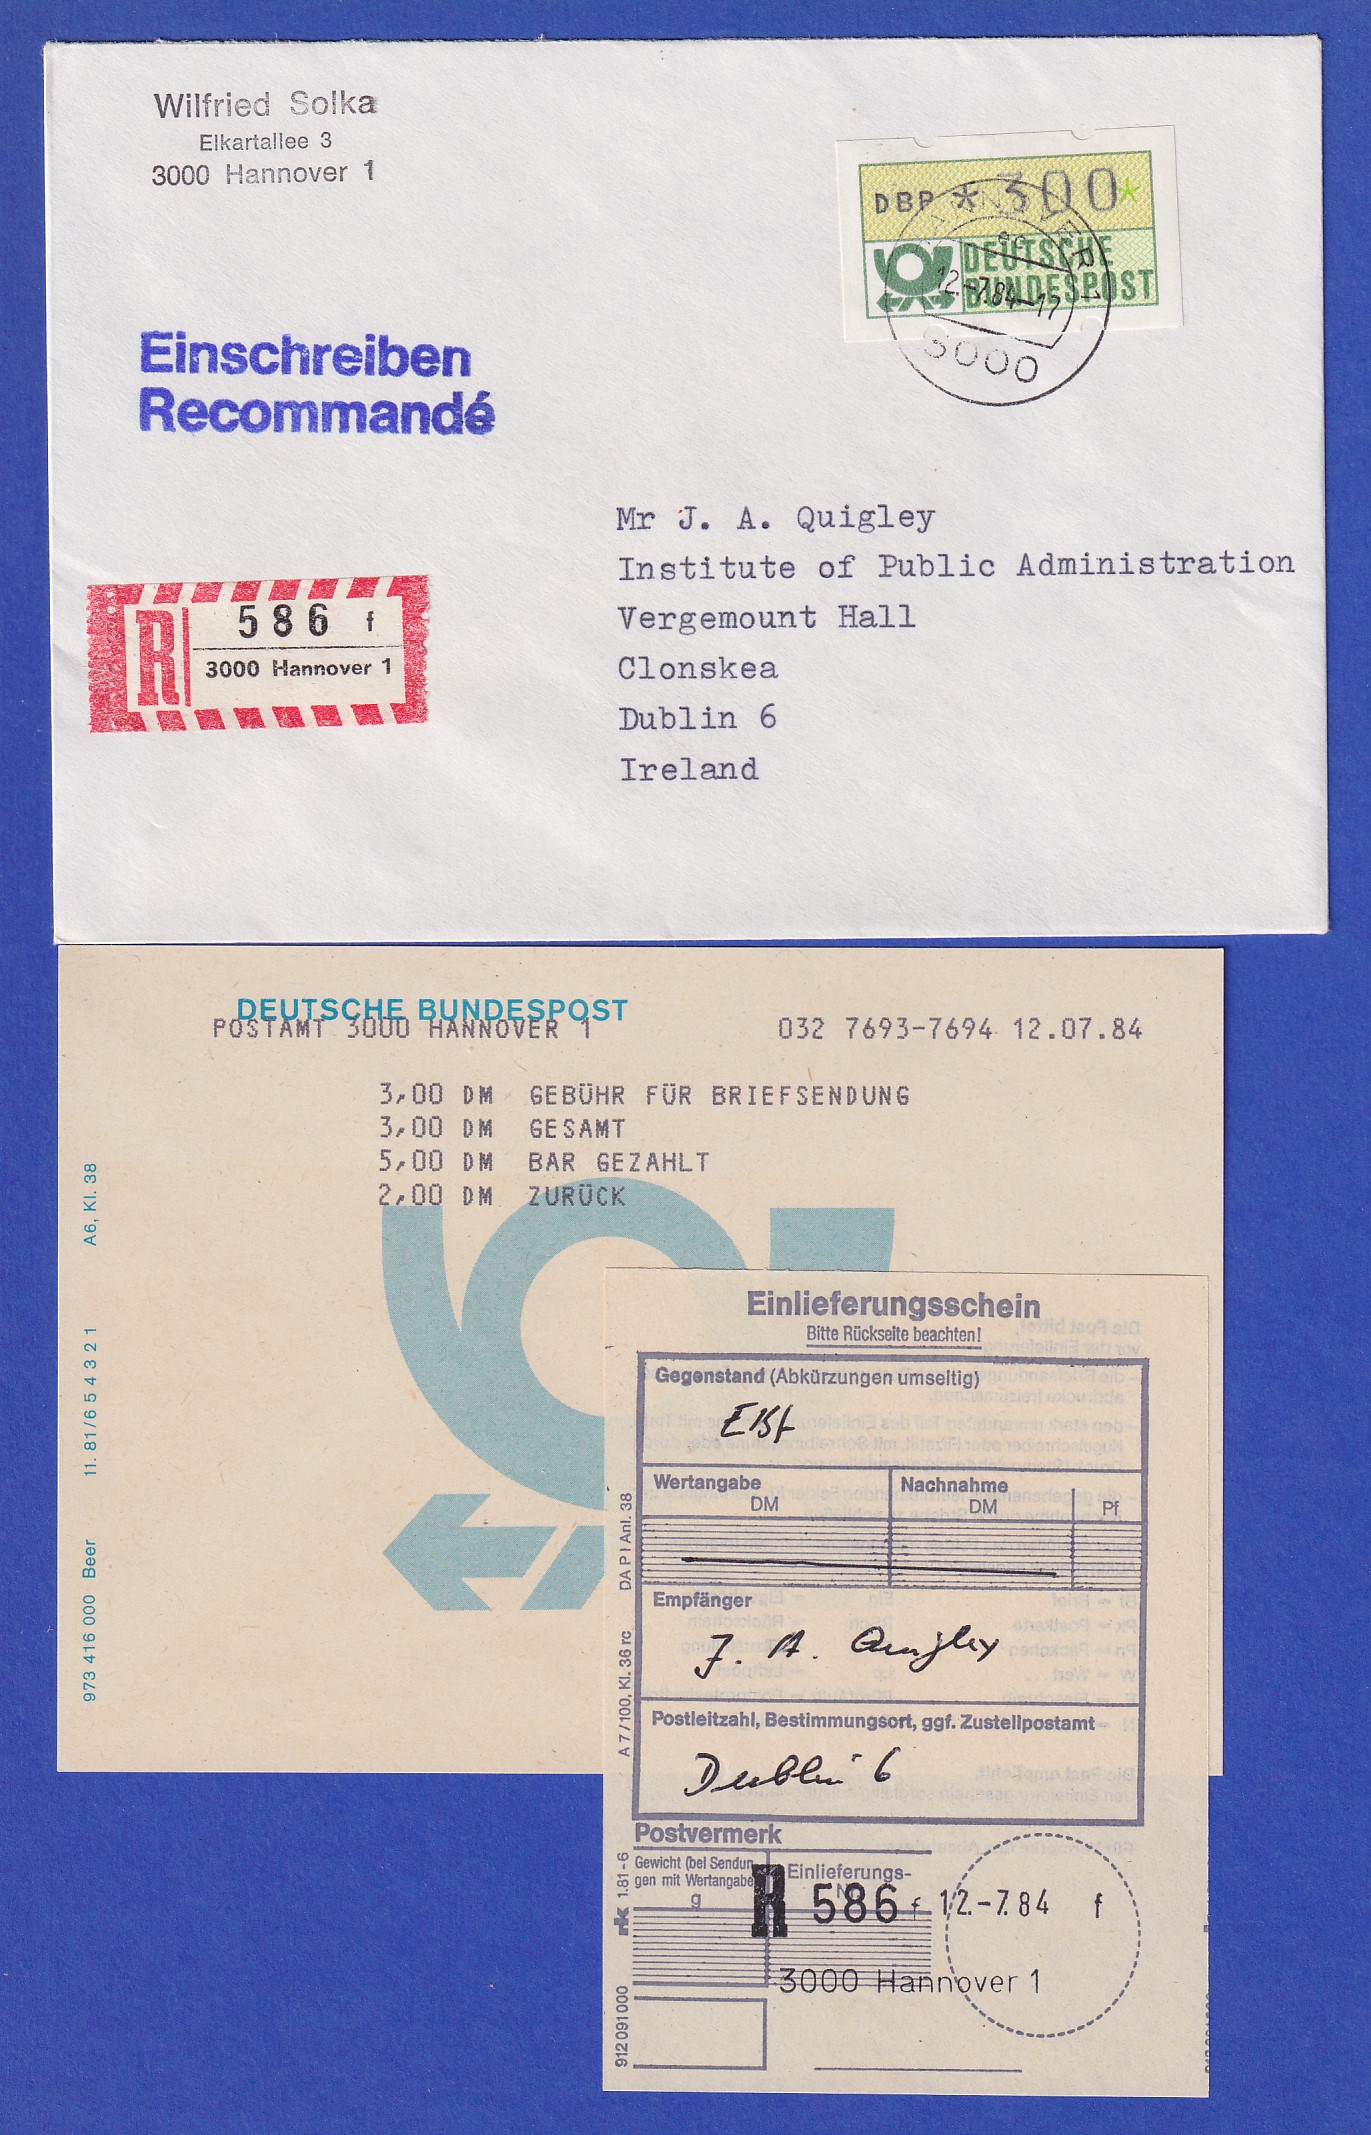 Wilfried Solka
Elkartallee 3
3000 Hannover 1
DBP * 300*
DEUTSCHE
BUNDESPOST
HANNOVER 1
12.-7.84-17
3000
Einschreiben
Recommandé
R 586 f
3000 Hannover 1
Mr J. A. Quigley
Institute of Public Administration
Vergemount Hall
Clonskea
Dublin 6
Ireland
DEUTSCHE BUNDESPOST
POSTAMT 3000 HANNOVER 1 032 7693-7694 12.07.84
3,00 DM GEBÜHR FÜR BRIEFSENDUNG
3,00 DM GESAMT
5,00 DM BAR GEZAHLT
2,00 DM ZURÜCK
973 416 000 Beer 11. 81/6 5 4 3 2 1 A6, Kl. 38
Einlieferungsschein
Bitte Rückseite beachten!
Gegenstand (Abkürzungen umseitig)
EBf
Wertangabe
DM
Nachnahme
DM Pf
Empfänger
J. A. Quigley
Postleitzahl, Bestimmungsort, ggf. Zustellpostamt
Dublin 6
Postvermerk
Gewicht (bei Sendun-
gen mit Wertangabe)
g
Einlieferungs-
R 586 f 12.-7.84 f
3000 Hannover 1
912 091 000 rk 1.81-6 A 7/100, Kl. 36 rc DA P I Anl. 38